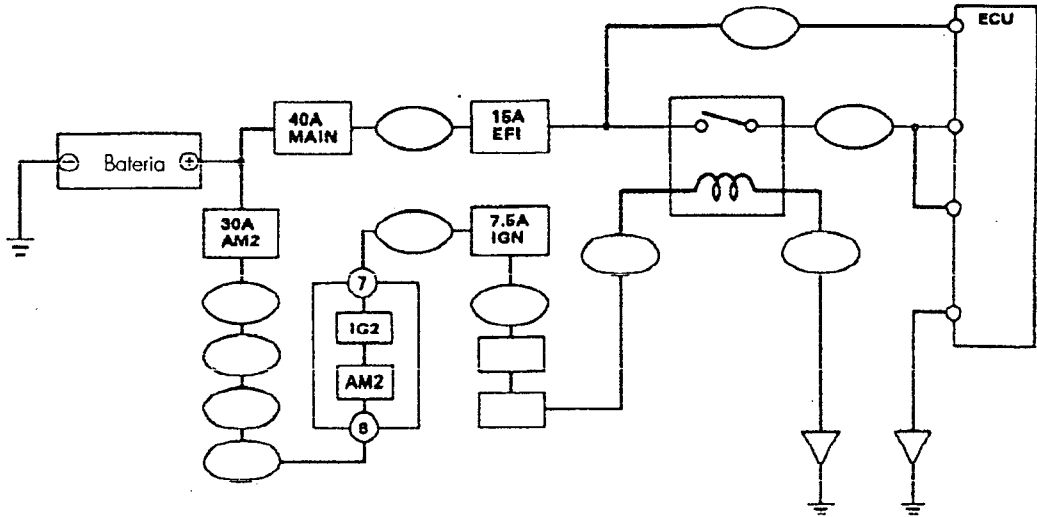 ECU
40A
MAIN
15A
EFI
⊖ Bateria ⊕
30A
AM2
7.5A
IGN
7
IG2
AM2
8